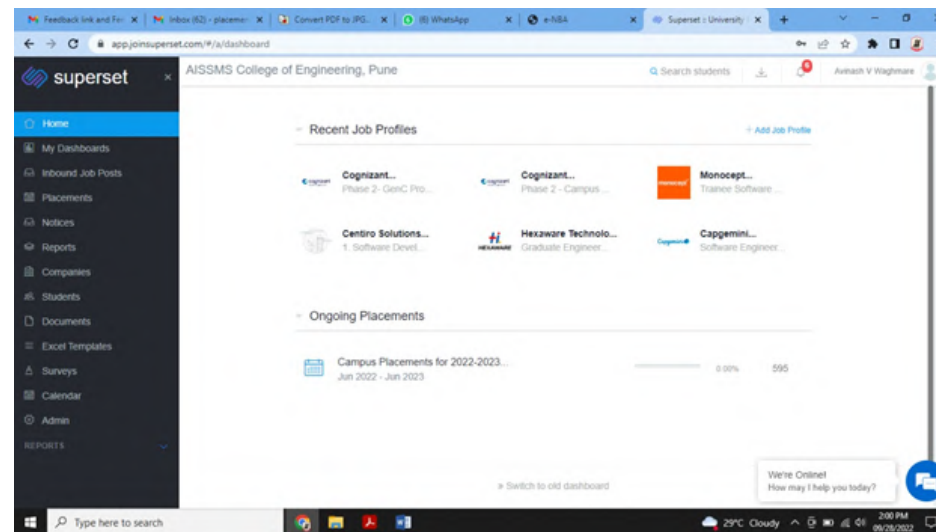 Feedback link and Fe
Inbox (62) - placemen
Convert PDF to JPG.
(6) WhatsApp
e-NBA
Superset :: University
app.joinsuperset.com/#/a/dashboard
superset
AISSMS College of Engineering, Pune
Search students
Avinash V Waghmare
Home
My Dashboards
Inbound Job Posts
Placements
Notices
Reports
Companies
Students
Documents
Excel Templates
Surveys
Calendar
Admin
REPORTS
Recent Job Profiles
+ Add Job Profile
Cognizant...
Phase 2- GenC Pro...
Cognizant...
Phase 2 - Campus ...
Monocept...
Trainee Software ...
Centiro Solutions...
1. Software Devel...
HEXAWARE
Hexaware Technolo...
Graduate Engineer...
Capgemini
Capgemini...
Software Engineer...
Ongoing Placements
Campus Placements for 2022-2023...
Jun 2022 - Jun 2023
0.00%
595
» Switch to old dashboard
We're Online!
How may I help you today?
Type here to search
29°C Cloudy
2:00 PM
09/28/2022